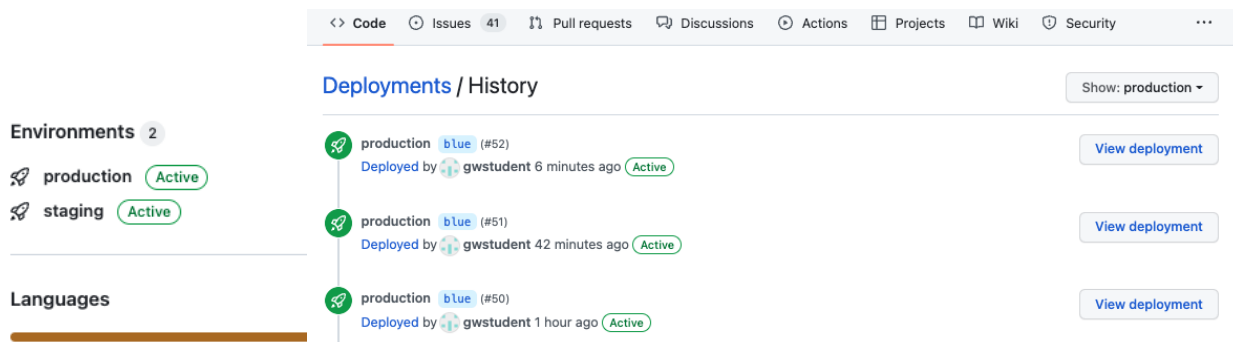 Environments 2
production Active
staging Active
Languages
Code Issues 41 Pull requests Discussions Actions Projects Wiki Security ...
Deployments / History
Show: production
production blue (#52)
Deployed by gwstudent 6 minutes ago Active
View deployment
production blue (#51)
Deployed by gwstudent 42 minutes ago Active
View deployment
production blue (#50)
Deployed by gwstudent 1 hour ago Active
View deployment